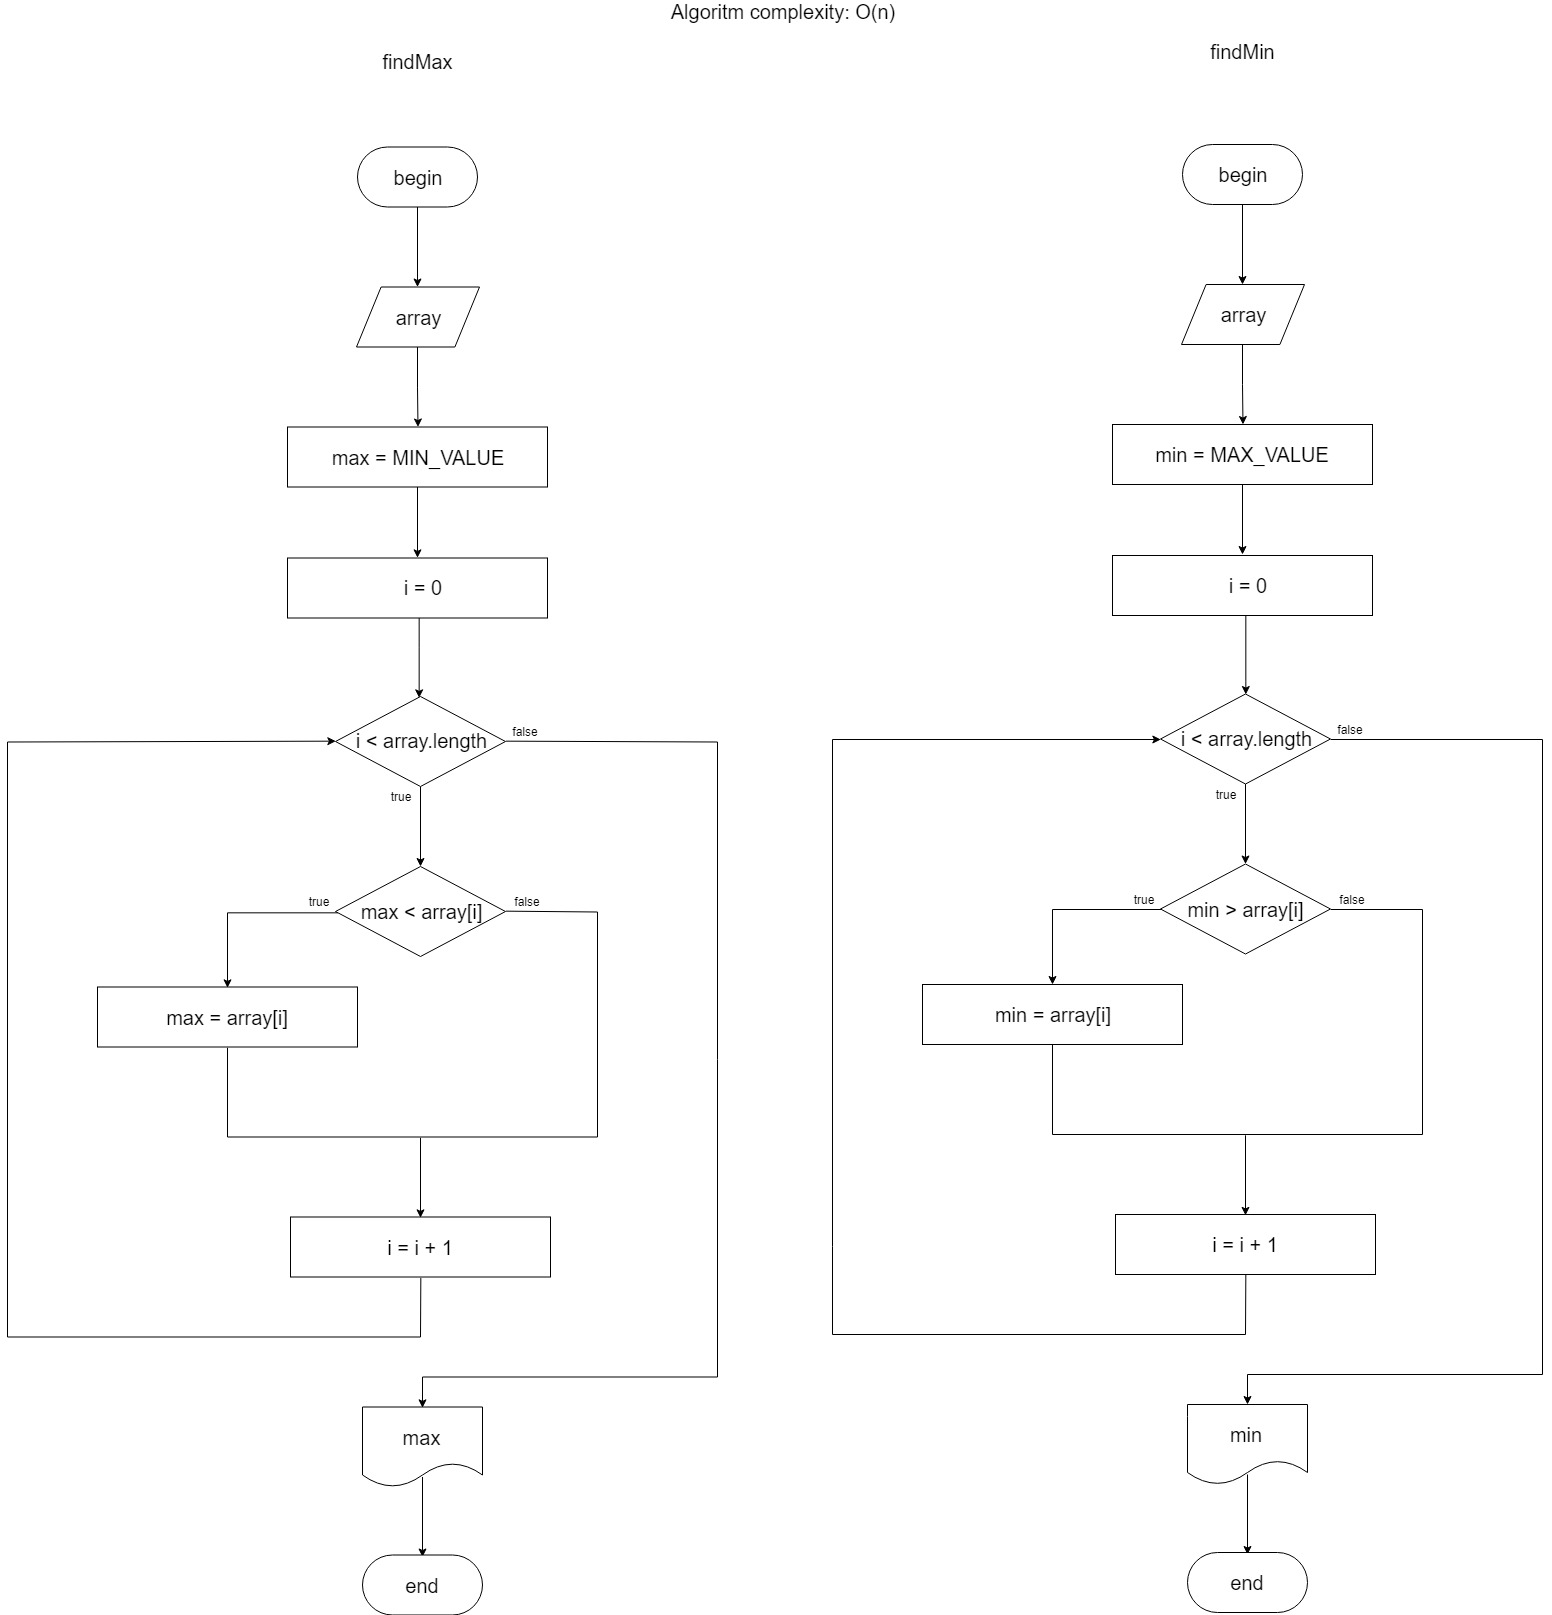 Algoritm complexity: O(n)
findMax
begin
array
max = MIN_VALUE
i = 0
i < array.length
false
true
max < array[i]
true
false
max = array[i]
i = i + 1
max
end
findMin
begin
array
min = MAX_VALUE
i = 0
i < array.length
false
true
min > array[i]
true
false
min = array[i]
i = i + 1
min
end